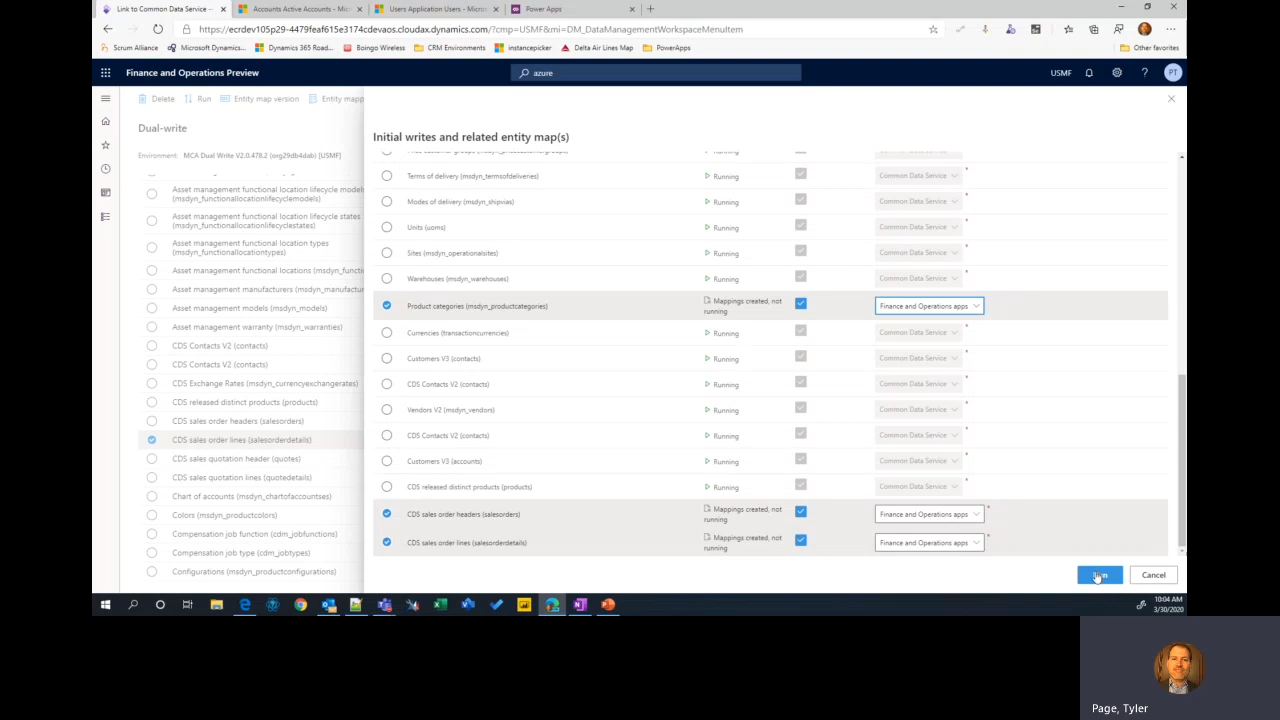 Link to Common Data Service –
Accounts Active Accounts - Micr
Users Application Users - Micros
Power Apps
https://ecrdev105p29-4479feaf615e3174cdevaos.cloudax.dynamics.com/?cmp=USMF&mi=DM_DataManagementWorkspaceMenuItem
Scrum Alliance
Microsoft Dynamics...
Dynamics 365 Road...
Boingo Wireless
CRM Environments
instancepicker
Delta Air Lines Map
PowerApps
Other favorites
Finance and Operations Preview
azure
USMF
?
PT
Delete
Run
Entity map version
Entity mapp
Dual-write
Environment: MCA Dual Write V2.0.478.2 (org29db4dab) [USMF]
Asset management functional location lifecycle models
(msdyn_functionallocationlifecyclemodels)
Asset management functional location lifecycle states
(msdyn_functionallocationlifecyclestates)
Asset management functional location types
(msdyn_functionallocationtypes)
Asset management functional locations (msdyn_functio
Asset management manufacturers (msdyn_manufactur
Asset management models (msdyn_models)
Asset management warranty (msdyn_warranties)
CDS Contacts V2 (contacts)
CDS Contacts V2 (contacts)
CDS Exchange Rates (msdyn_currencyexchangerates)
CDS released distinct products (products)
CDS sales order headers (salesorders)
CDS sales order lines (salesorderdetails)
CDS sales quotation header (quotes)
CDS sales quotation lines (quotedetails)
Chart of accounts (msdyn_chartofaccountses)
Colors (msdyn_productcolors)
Compensation job function (cdm_jobfunctions)
Compensation job type (cdm_jobtypes)
Configurations (msdyn_productconfigurations)
Initial writes and related entity map(s)
Terms of delivery (msdyn_termsofdeliveries) Running Common Data Service *
Modes of delivery (msdyn_shipvias) Running Common Data Service *
Units (uoms) Running Common Data Service *
Sites (msdyn_operationalsites) Running Common Data Service *
Warehouses (msdyn_warehouses) Running Common Data Service *
Product categories (msdyn_productcategories) Mappings created, not running Finance and Operations apps
Currencies (transactioncurrencies) Running Common Data Service *
Customers V3 (contacts) Running Common Data Service *
CDS Contacts V2 (contacts) Running Common Data Service *
Vendors V2 (msdyn_vendors) Running Common Data Service *
CDS Contacts V2 (contacts) Running Common Data Service *
Customers V3 (accounts) Running Common Data Service *
CDS released distinct products (products) Running Common Data Service *
CDS sales order headers (salesorders) Mappings created, not running Finance and Operations apps *
CDS sales order lines (salesorderdetails) Mappings created, not running Finance and Operations apps *
Cancel
10:04 AM
3/30/2020
Page, Tyler